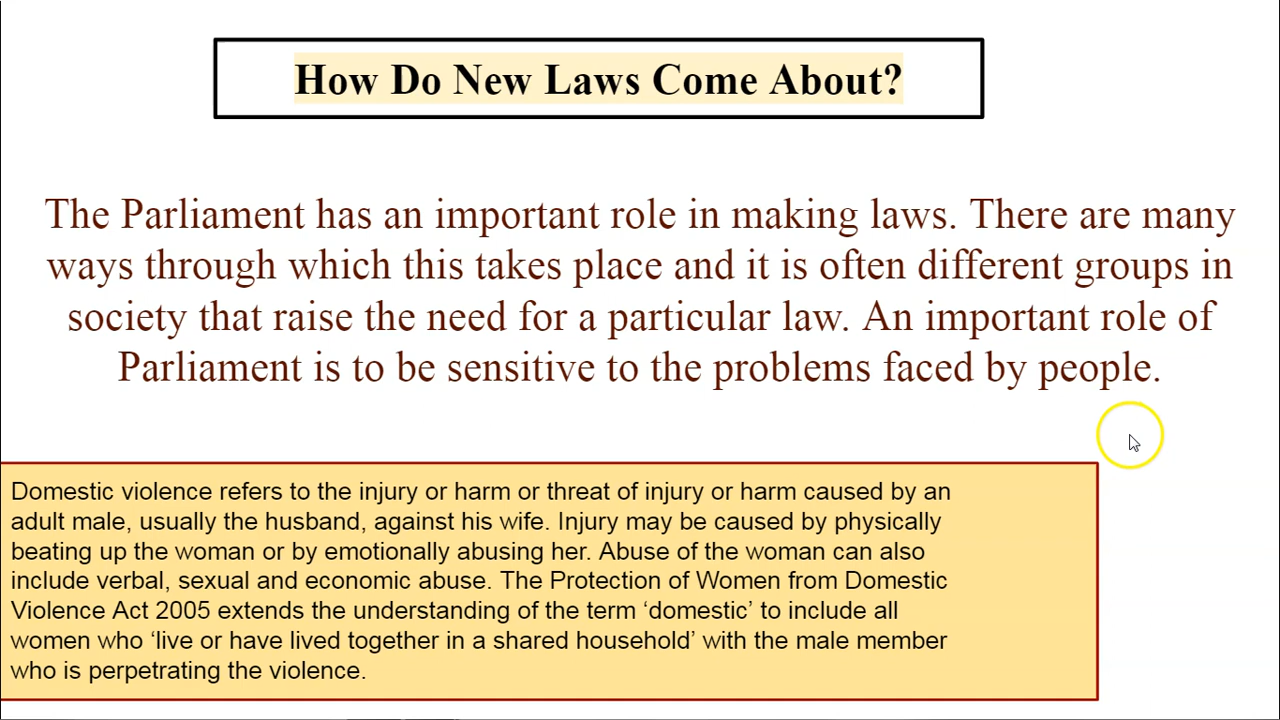 How Do New Laws Come About?
The Parliament has an important role in making laws. There are many
ways through which this takes place and it is often different groups in
society that raise the need for a particular law. An important role of
Parliament is to be sensitive to the problems faced by people.
Domestic violence refers to the injury or harm or threat of injury or harm caused by an
adult male, usually the husband, against his wife. Injury may be caused by physically
beating up the woman or by emotionally abusing her. Abuse of the woman can also
include verbal, sexual and economic abuse. The Protection of Women from Domestic
Violence Act 2005 extends the understanding of the term ‘domestic’ to include all
women who ‘live or have lived together in a shared household’ with the male member
who is perpetrating the violence.